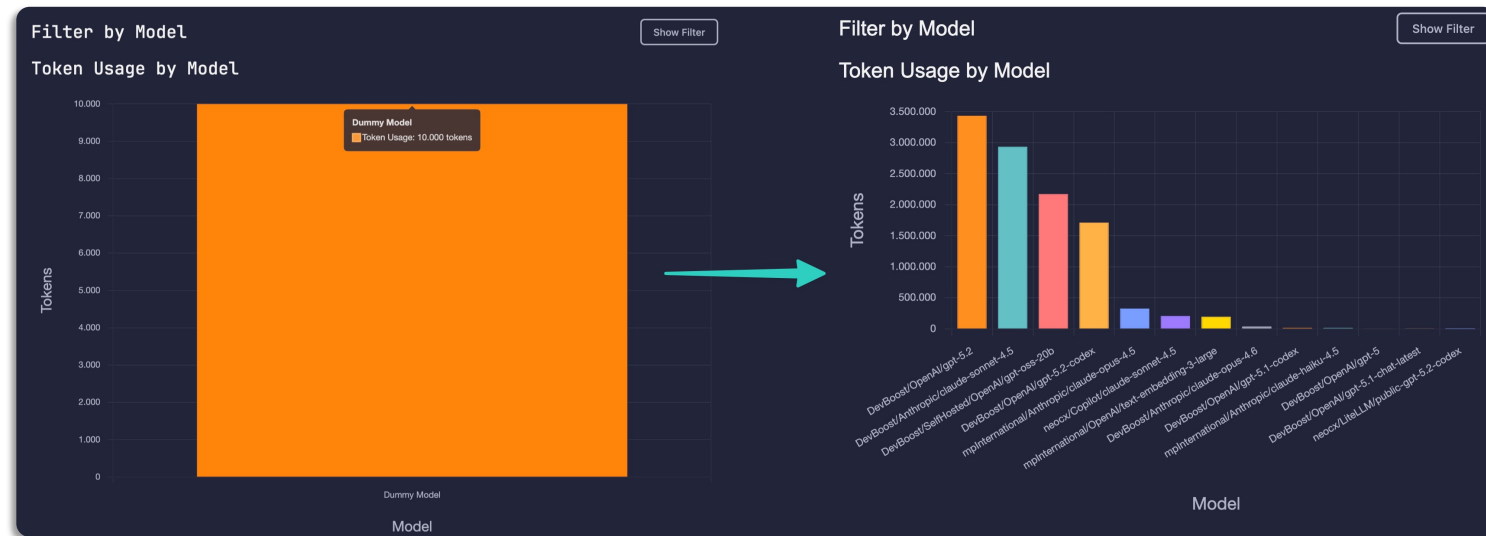 Filter by Model
Show Filter
Token Usage by Model
10.000
Dummy Model
Token Usage: 10.000 tokens
9.000
8.000
7.000
6.000
5.000
4.000
3.000
2.000
1.000
0
Tokens
Dummy Model
Model
Filter by Model
Show Filter
Token Usage by Model
3.500.000
3.000.000
2.500.000
2.000.000
1.500.000
1.000.000
500.000
0
Tokens
DevBoost/OpenAI/gpt-5.2
DevBoost/Anthropic/claude-sonnet-4.5
DevBoost/SelfHosted/OpenAI/gpt-oss-20b
DevBoost/OpenAI/gpt-5.2-codex
mpInternational/Anthropic/claude-opus-4.5
neocx/Copilot/claude-sonnet-4.5
mpInternational/OpenAI/text-embedding-3-large
DevBoost/Anthropic/claude-opus-4.6
DevBoost/OpenAI/gpt-5.1-codex
mpInternational/Anthropic/claude-haiku-4.5
DevBoost/OpenAI/gpt-5
DevBoost/OpenAI/gpt-5.1-chat-latest
neocx/LiteLLM/public-gpt-5.2-codex
Model